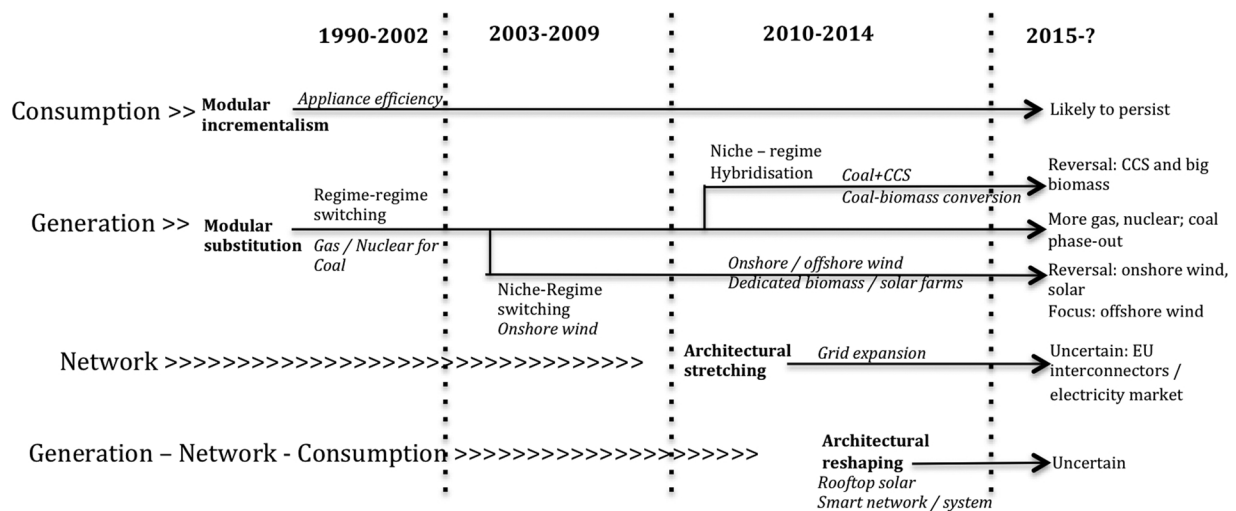 1990-2002
2003-2009
2010-2014
2015-?
Consumption >>
Modular
incrementalism
Appliance efficiency
Likely to persist
Niche – regime
Hybridisation
Coal+CCS
Coal-biomass conversion
Reversal: CCS and big
biomass
Generation >>
Modular
substitution
Regime-regime
switching
Gas / Nuclear for
Coal
More gas, nuclear; coal
phase-out
Niche-Regime
switching
Onshore wind
Onshore / offshore wind
Dedicated biomass / solar farms
Reversal: onshore wind,
solar
Focus: offshore wind
Network >>>>>>>>>>>>>>>>>>>>>>>>>>>>>>>>>
Architectural
stretching
Grid expansion
Uncertain: EU
interconnectors /
electricity market
Generation – Network - Consumption >>>>>>>>>>>>>>>>>>>>>
Architectural
reshaping
Rooftop solar
Smart network / system
Uncertain